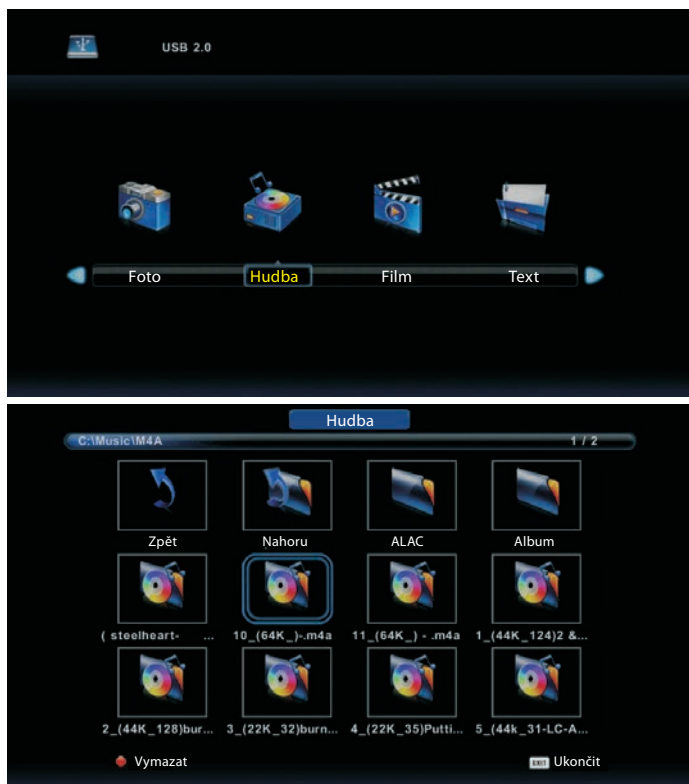 USB 2.0
Foto Hudba Film Text
Hudba
C:\Music\M4A 1 / 2
Zpět Nahoru ALAC Album
( steelheart- ... 10_(64K_)-.m4a 11_(64K_) - .m4a 1_(44K_124)2 &...
2_(44K_128)bur... 3_(22K_32)burn... 4_(22K_35)Putti... 5_(44k_31-LC-A...
Vymazat EXIT Ukončit